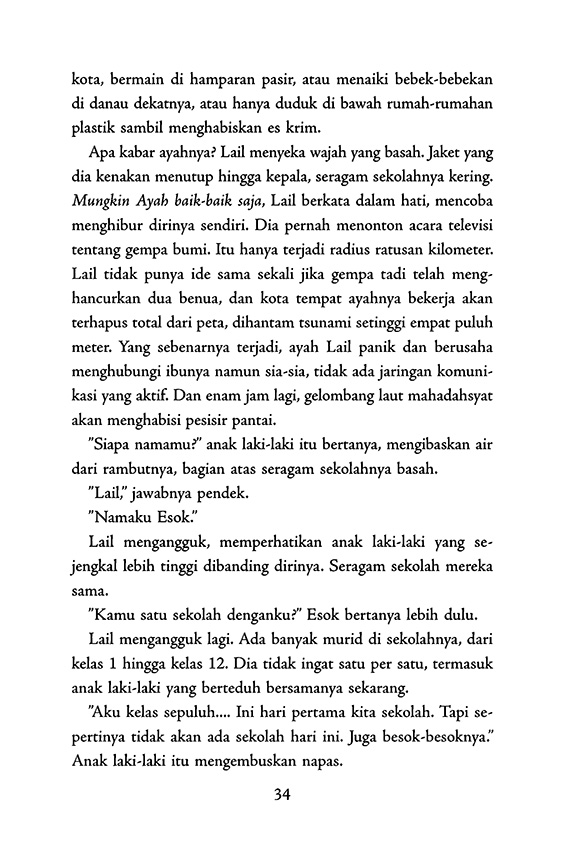 kota, bermain di hamparan pasir, atau menaiki bebek-bebekan
di danau dekatnya, atau hanya duduk di bawah rumah-rumahan
plastik sambil menghabiskan es krim.
Apa kabar ayahnya? Lail menyeka wajah yang basah. Jaket yang
dia kenakan menutup hingga kepala, seragam sekolahnya kering.
Mungkin Ayah baik-baik saja, Lail berkata dalam hati, mencoba
menghibur dirinya sendiri. Dia pernah menonton acara televisi
tentang gempa bumi. Itu hanya terjadi radius ratusan kilometer.
Lail tidak punya ide sama sekali jika gempa tadi telah meng-
hancurkan dua benua, dan kota tempat ayahnya bekerja akan
terhapus total dari peta, dihantam tsunami setinggi empat puluh
meter. Yang sebenarnya terjadi, ayah Lail panik dan berusaha
menghubungi ibunya namun sia-sia, tidak ada jaringan komuni-
kasi yang aktif. Dan enam jam lagi, gelombang laut mahadahsyat
akan menghabisi pesisir pantai.
”Siapa namamu?” anak laki-laki itu bertanya, mengibaskan air
dari rambutnya, bagian atas seragam sekolahnya basah.
”Lail,” jawabnya pendek.
”Namaku Esok.”
Lail mengangguk, memperhatikan anak laki-laki yang se-
jengkal lebih tinggi dibanding dirinya. Seragam sekolah mereka
sama.
”Kamu satu sekolah denganku?” Esok bertanya lebih dulu.
Lail mengangguk lagi. Ada banyak murid di sekolahnya, dari
kelas 1 hingga kelas 12. Dia tidak ingat satu per satu, termasuk
anak laki-laki yang berteduh bersamanya sekarang.
”Aku kelas sepuluh.... Ini hari pertama kita sekolah. Tapi se-
pertinya tidak akan ada sekolah hari ini. Juga besok-besoknya.”
Anak laki-laki itu mengembuskan napas.
34